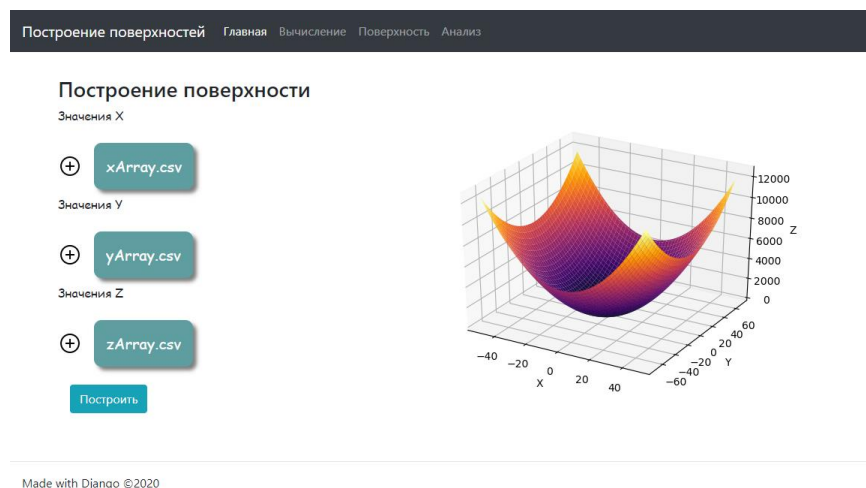 Построение поверхностей Главная Вычисление Поверхность Анализ
Построение поверхности
Значения X
xArray.csv
Значения Y
yArray.csv
Значения Z
zArray.csv
Построить
12000
10000
8000
6000
4000
2000
0
Z
−40 −20 0 20 40
X
−60 −40 −20 0 20 40 60
Y
Made with Django ©2020